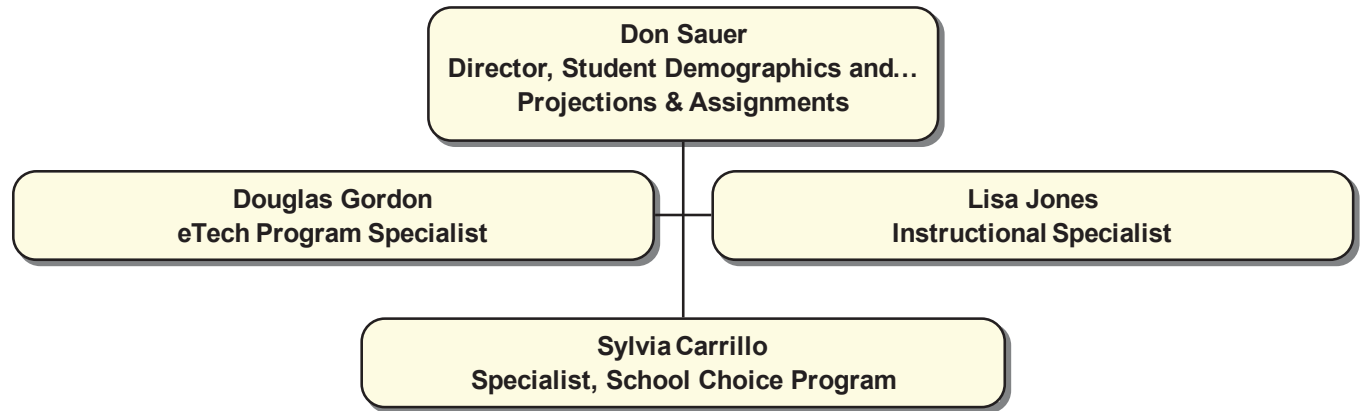 Don Sauer
Director, Student Demographics and...
Projections & Assignments
Douglas Gordon
eTech Program Specialist
Lisa Jones
Instructional Specialist
Sylvia Carrillo
Specialist, School Choice Program